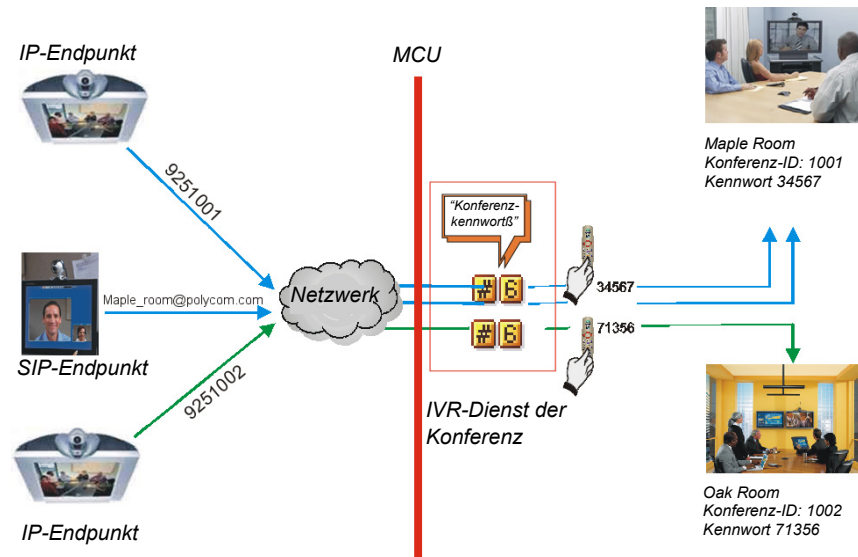 IP-Endpunkt
MCU
9251001
Maple Room
Konferenz-ID: 1001
Kennwort 34567
“Konferenz-
kennwortß”
Netzwerk
# 6
34567
Maple_room@polycom.com
# 6
71356
SIP-Endpunkt
9251002
IVR-Dienst der
Konferenz
IP-Endpunkt
Oak Room
Konferenz-ID: 1002
Kennwort 71356